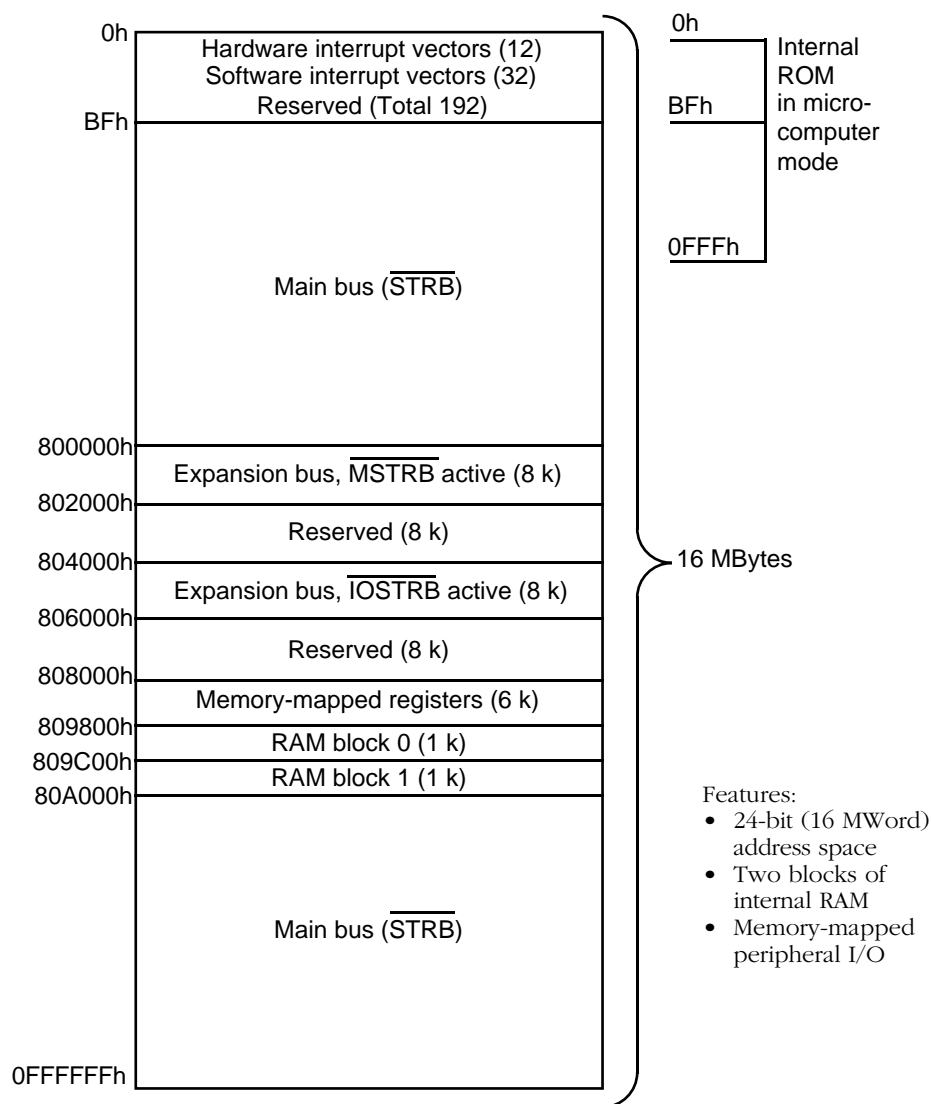 0h
Hardware interrupt vectors (12)
Software interrupt vectors (32)
Reserved (Total 192)
BFh
Main bus (STRB)
800000h
Expansion bus, MSTRB active (8 k)
802000h
Reserved (8 k)
804000h
Expansion bus, IOSTRB active (8 k)
806000h
Reserved (8 k)
808000h
Memory-mapped registers (6 k)
809800h
RAM block 0 (1 k)
809C00h
RAM block 1 (1 k)
80A000h
Main bus (STRB)
0FFFFFFh
16 MBytes
0h
BFh
0FFFh
Internal
ROM
in micro-
computer
mode
Features:
• 24-bit (16 MWord)
address space
• Two blocks of
internal RAM
• Memory-mapped
peripheral I/O